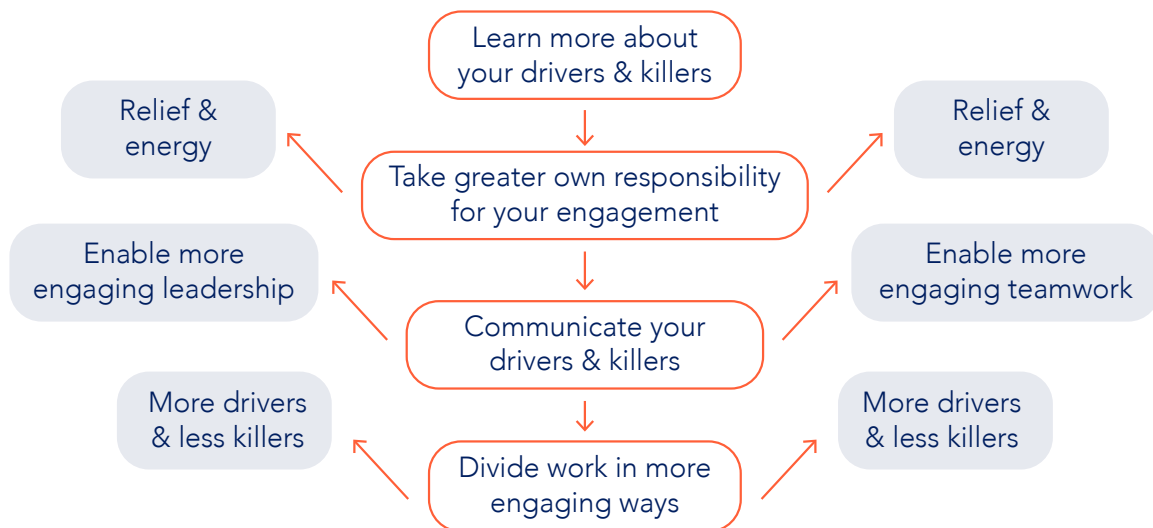 Learn more about
your drivers & killers
Relief &
energy
Relief &
energy
Take greater own responsibility
for your engagement
Enable more
engaging leadership
Enable more
engaging teamwork
Communicate your
drivers & killers
More drivers
& less killers
More drivers
& less killers
Divide work in more
engaging ways